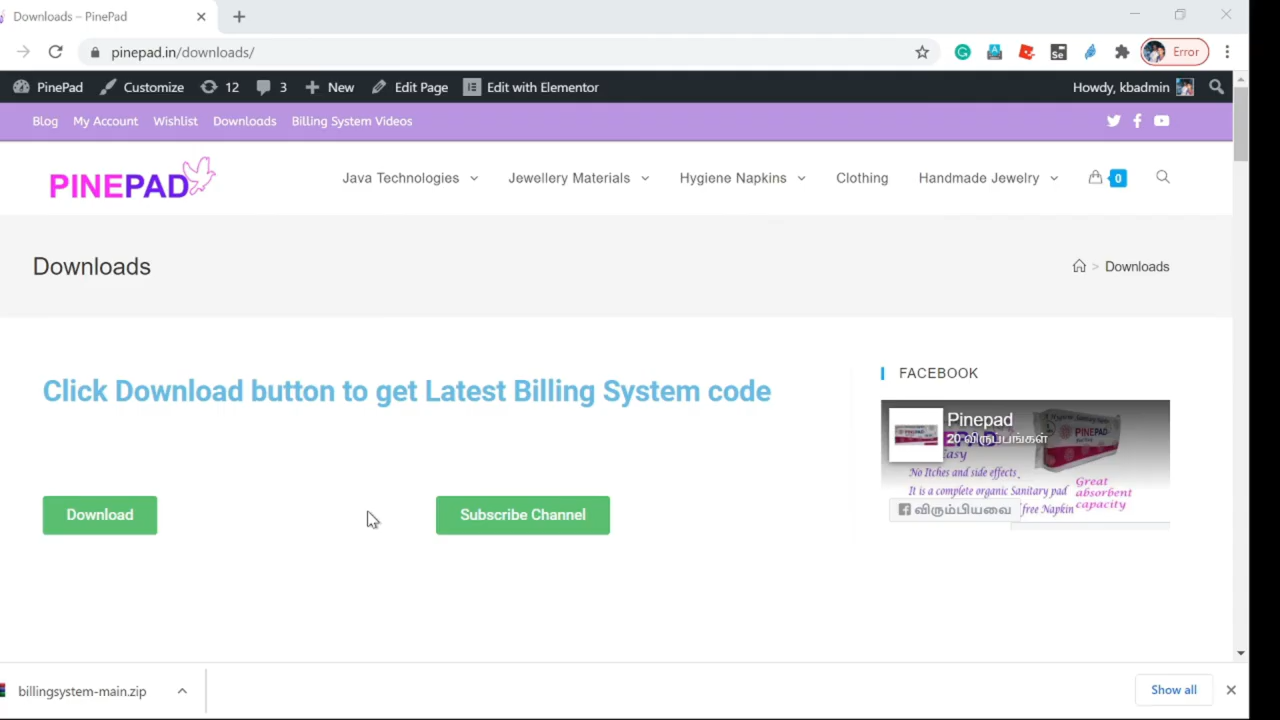 Downloads – PinePad
pinepad.in/downloads/
Error
PinePad Customize 12 3 New Edit Page Edit with Elementor Howdy, kbadmin
Blog My Account Wishlist Downloads Billing System Videos
PINEPAD Java Technologies Jewellery Materials Hygiene Napkins Clothing Handmade Jewelry 0
Downloads
> Downloads
Click Download button to get Latest Billing System code
Download
Subscribe Channel
FACEBOOK
Pinepad
20 விருப்பங்கள்
Easy
No Itches and side effects
It is a complete organic Sanitary pad
free Napkin
Great
absorbent
capacity
விரும்பியவை
PINEPAD
billingsystem-main.zip
Show all